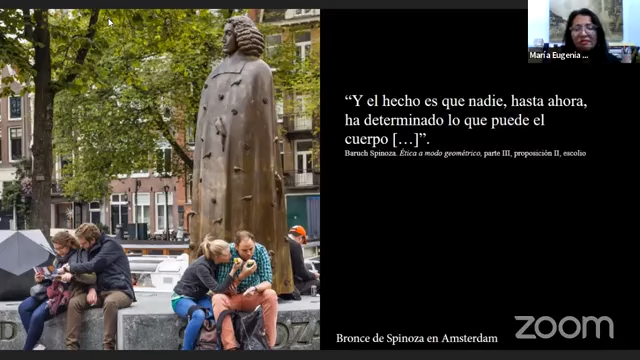 María Eugenia ...
“Y el hecho es que nadie, hasta ahora,
ha determinado lo que puede el
cuerpo […]”.
Baruch Spinoza. Ética a modo geométrico, parte III, proposición II, escolio
Bronce de Spinoza en Amsterdam
zoom